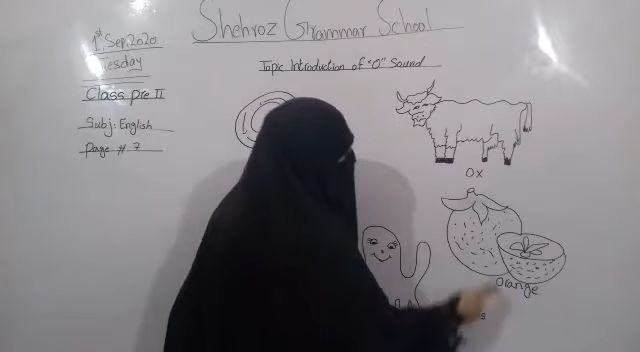 Shehroz Grammar School
1st Sep. 2020
Tuesday
Topic Introduction of "O" Sound
Class pre II
Subj: English
Page # 7
Ox
Orange
s